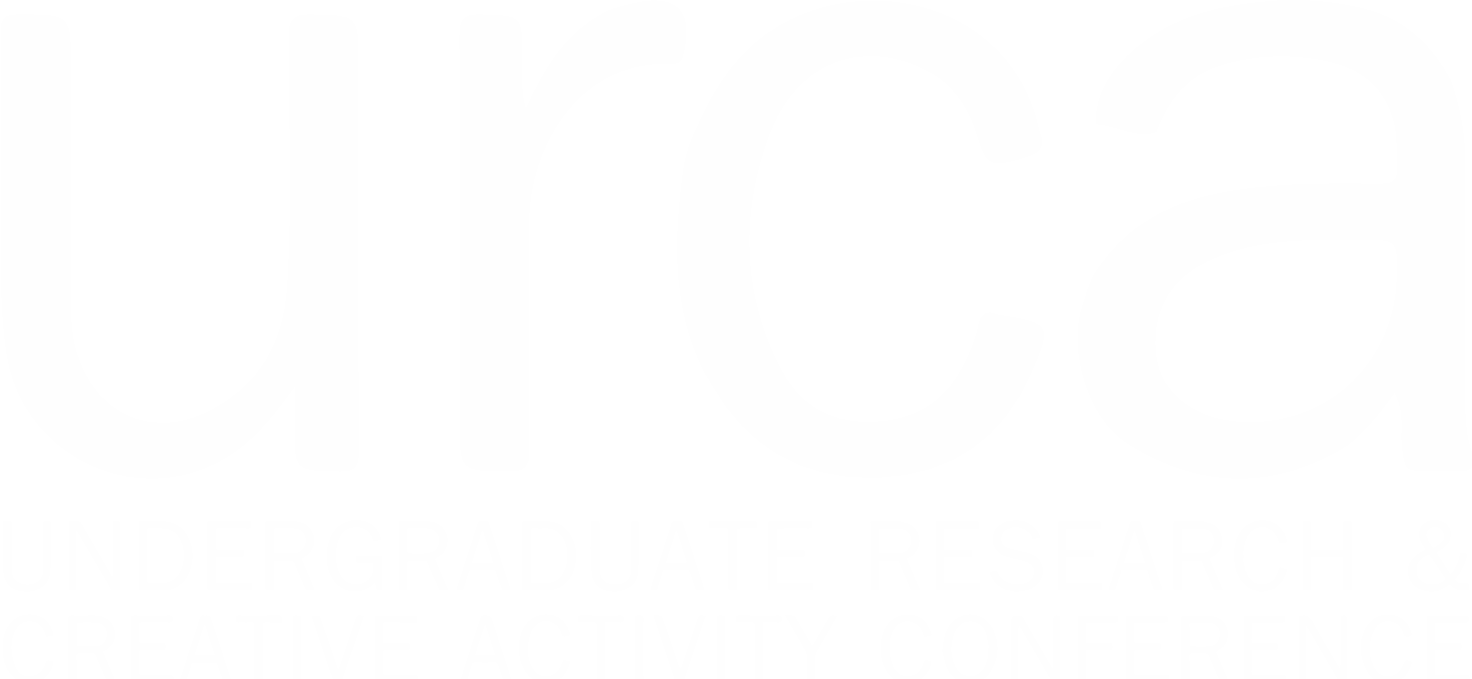 urca
UNDERGRADUATE RESEARCH &
CREATIVE ACTIVITY CONFERENCE